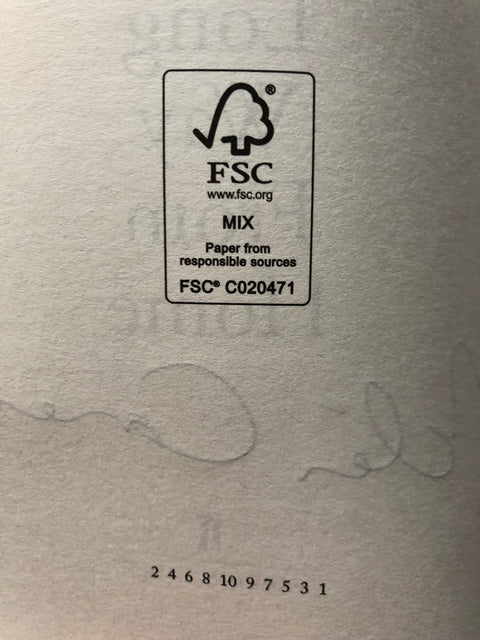 FSC®
www.fsc.org
MIX
Paper from
responsible sources
FSC® C020471
2 4 6 8 10 9 7 5 3 1